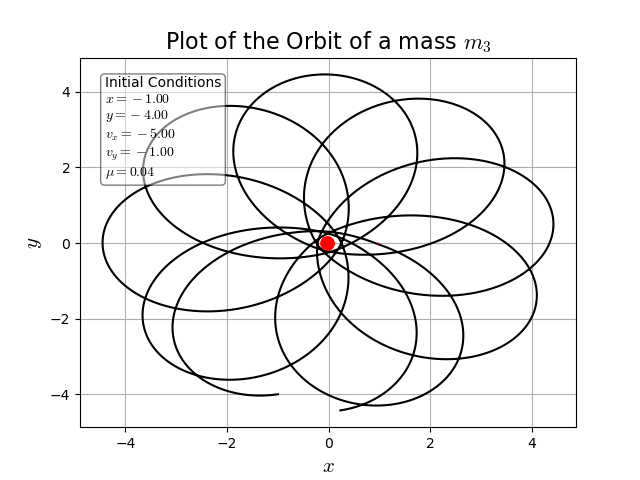 Plot of the Orbit of a mass m₃
Initial Conditions
x = −1.00
y = −4.00
vₓ = −5.00
v_y = −1.00
μ = 0.04
4
2
0
−2
−4
y
−4
−2
0
2
4
x